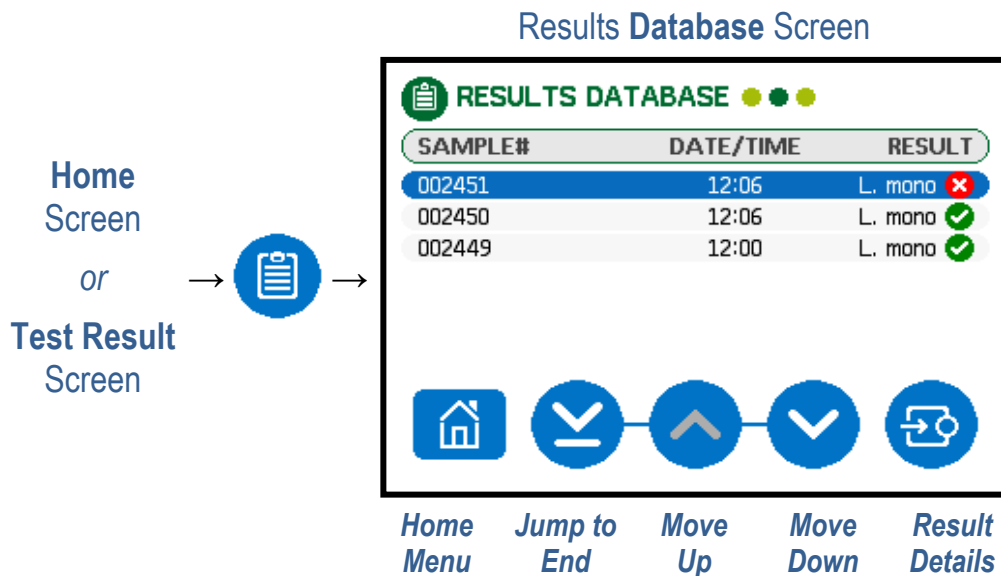 Results Database Screen
Home
Screen
or
Test Result
Screen
→
→
RESULTS DATABASE
SAMPLE# DATE/TIME RESULT
002451 12:06 L. mono
002450 12:06 L. mono
002449 12:00 L. mono
Home Menu
Jump to End
Move Up
Move Down
Result Details